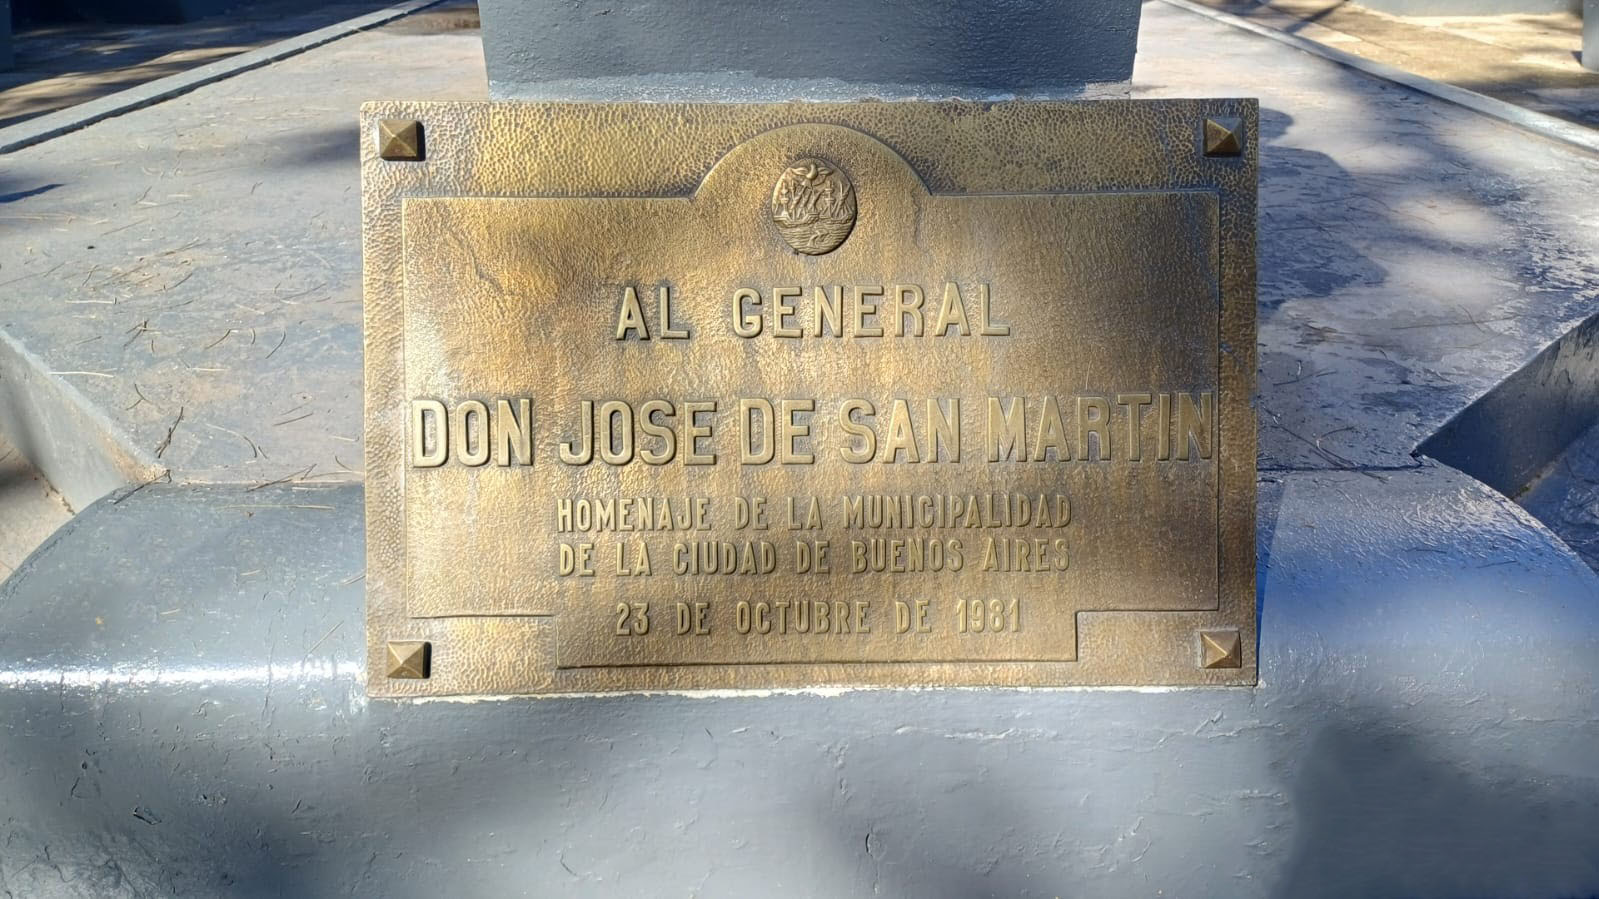 AL GENERAL
DON JOSE DE SAN MARTIN
HOMENAJE DE LA MUNICIPALIDAD
DE LA CIUDAD DE BUENOS AIRES
23 DE OCTUBRE DE 1981